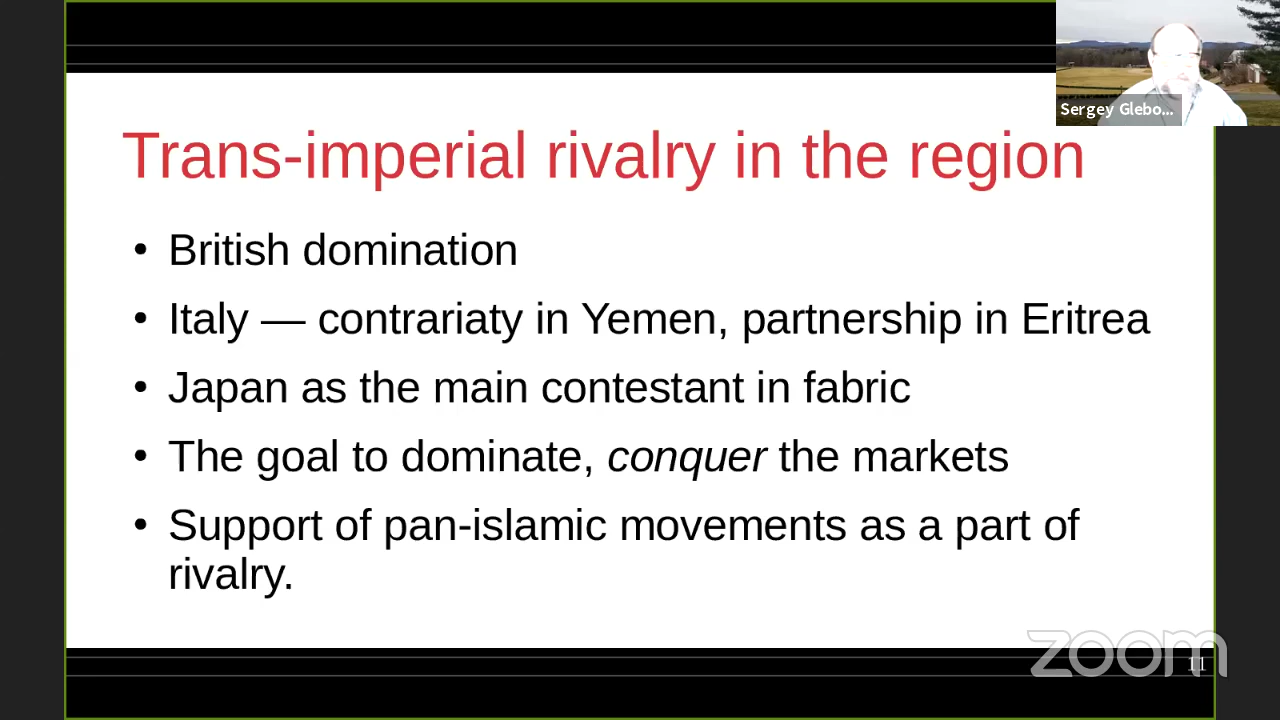 Sergey Glebo...
Trans-imperial rivalry in the region
• British domination
• Italy — contrariaty in Yemen, partnership in Eritrea
• Japan as the main contestant in fabric
• The goal to dominate, conquer the markets
• Support of pan-islamic movements as a part of
rivalry.
zoom
11